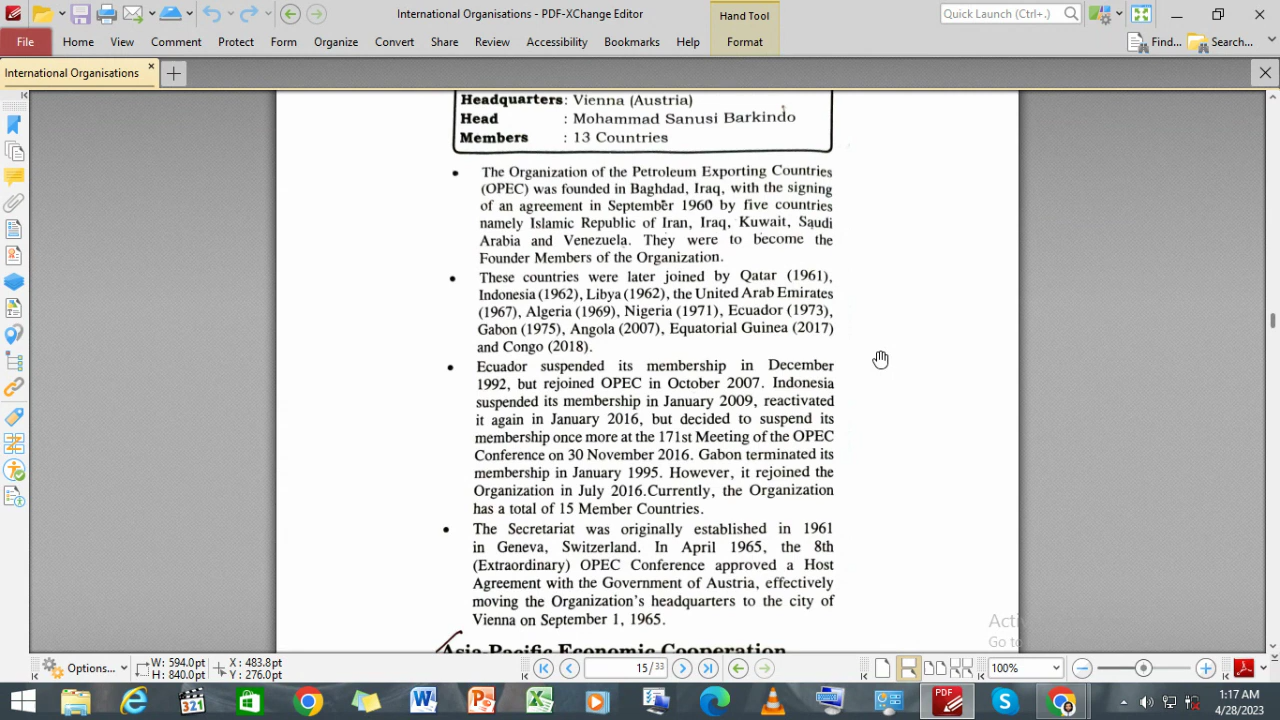 International Organisations - PDF-XChange Editor
Hand Tool
Quick Launch (Ctrl+.)
File
Home
View
Comment
Protect
Form
Organize
Convert
Share
Review
Accessibility
Bookmarks
Help
Format
Find...
Search...
International Organisations
Headquarters: Vienna (Austria)
Head : Mohammad Sanusi Barkindo
Members : 13 Countries
• The Organization of the Petroleum Exporting Countries
(OPEC) was founded in Baghdad, Iraq, with the signing
of an agreement in September 1960 by five countries
namely Islamic Republic of Iran, Iraq, Kuwait, Saudi
Arabia and Venezuela. They were to become the
Founder Members of the Organization.
• These countries were later joined by Qatar (1961),
Indonesia (1962), Libya (1962), the United Arab Emirates
(1967), Algeria (1969), Nigeria (1971), Ecuador (1973),
Gabon (1975), Angola (2007), Equatorial Guinea (2017)
and Congo (2018).
• Ecuador suspended its membership in December
1992, but rejoined OPEC in October 2007. Indonesia
suspended its membership in January 2009, reactivated
it again in January 2016, but decided to suspend its
membership once more at the 171st Meeting of the OPEC
Conference on 30 November 2016. Gabon terminated its
membership in January 1995. However, it rejoined the
Organization in July 2016.Currently, the Organization
has a total of 15 Member Countries.
• The Secretariat was originally established in 1961
in Geneva, Switzerland. In April 1965, the 8th
(Extraordinary) OPEC Conference approved a Host
Agreement with the Government of Austria, effectively
moving the Organization's headquarters to the city of
Vienna on September 1, 1965.
Asia-Pacific Economic Cooperation
Acti
Go to
Options...
W: 594.0pt
H: 840.0pt
X: 483.8pt
Y: 276.0pt
15 / 33
100%
321
PDF
1:17 AM
4/28/2023